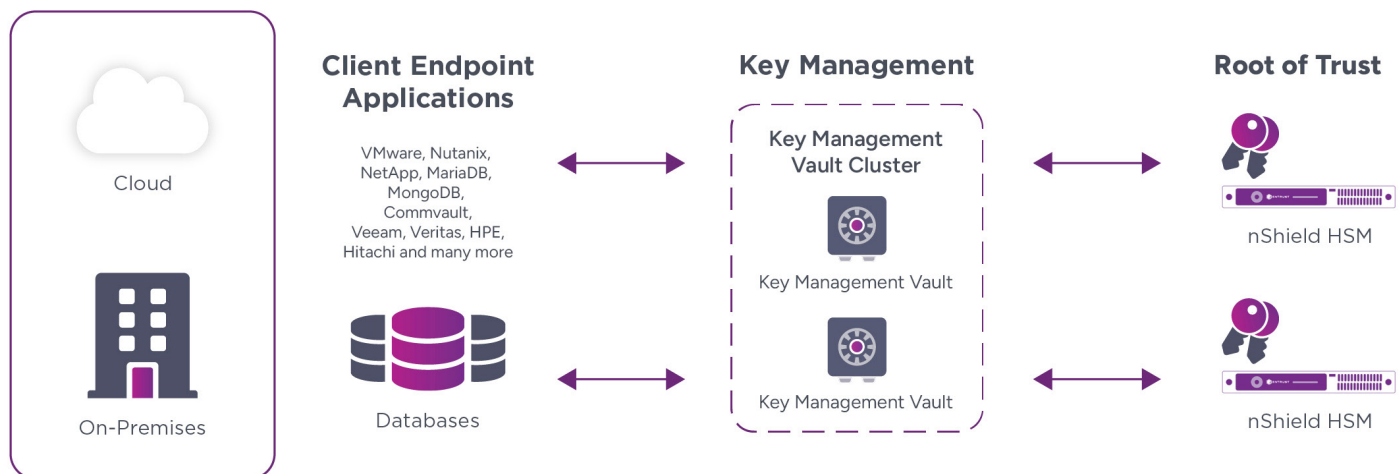 Cloud
On-Premises
Client Endpoint
Applications
VMware, Nutanix,
NetApp, MariaDB,
MongoDB,
Commvault,
Veeam, Veritas, HPE,
Hitachi and many more
Databases
Key Management
Key Management
Vault Cluster
Key Management Vault
Key Management Vault
Root of Trust
ENTRUST
nShield HSM
ENTRUST
nShield HSM